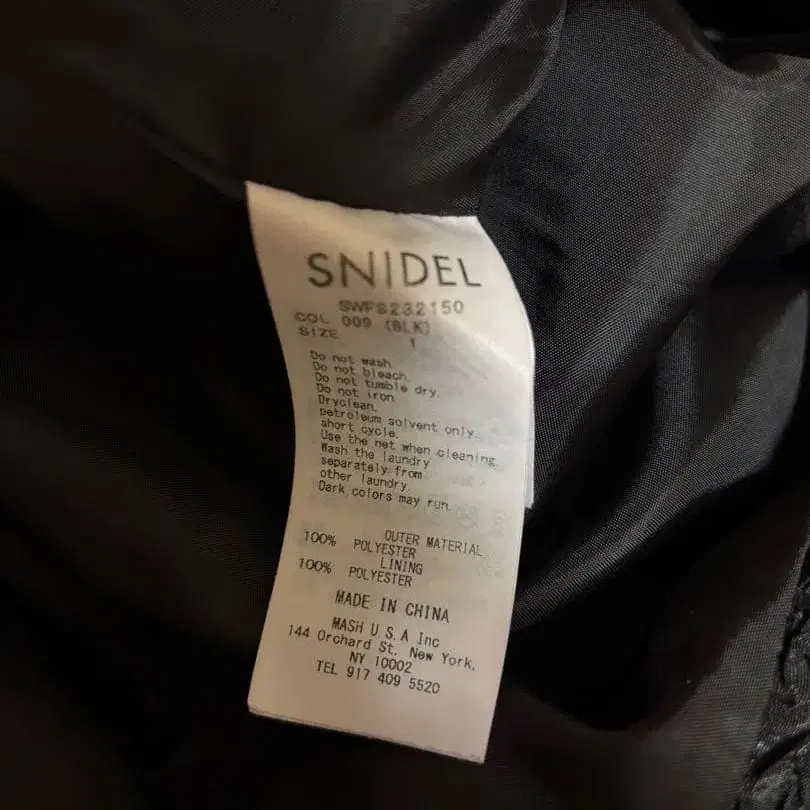 SNIDEL
SWFS232150
COL 009 (BLK)
SIZE 1
Do not wash
Do not bleach.
Do not tumble dry.
Do not iron
Dryclean,
petroleum solvent only.
short cycle.
Use the net when cleaning.
Wash the laundry
separately from
other laundry.
Dark colors may run.
OUTER MATERIAL
100% POLYESTER
LINING
100% POLYESTER
MADE IN CHINA
MASH U.S.A Inc
144 Orchard St. New York.
NY 10002
TEL 917 409 5520